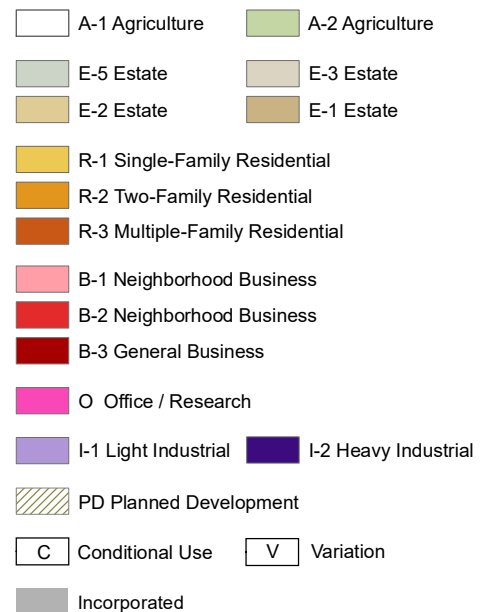 A-1 Agriculture A-2 Agriculture
E-5 Estate E-3 Estate
E-2 Estate E-1 Estate
R-1 Single-Family Residential
R-2 Two-Family Residential
R-3 Multiple-Family Residential
B-1 Neighborhood Business
B-2 Neighborhood Business
B-3 General Business
O Office / Research
I-1 Light Industrial I-2 Heavy Industrial
PD Planned Development
C Conditional Use V Variation
Incorporated